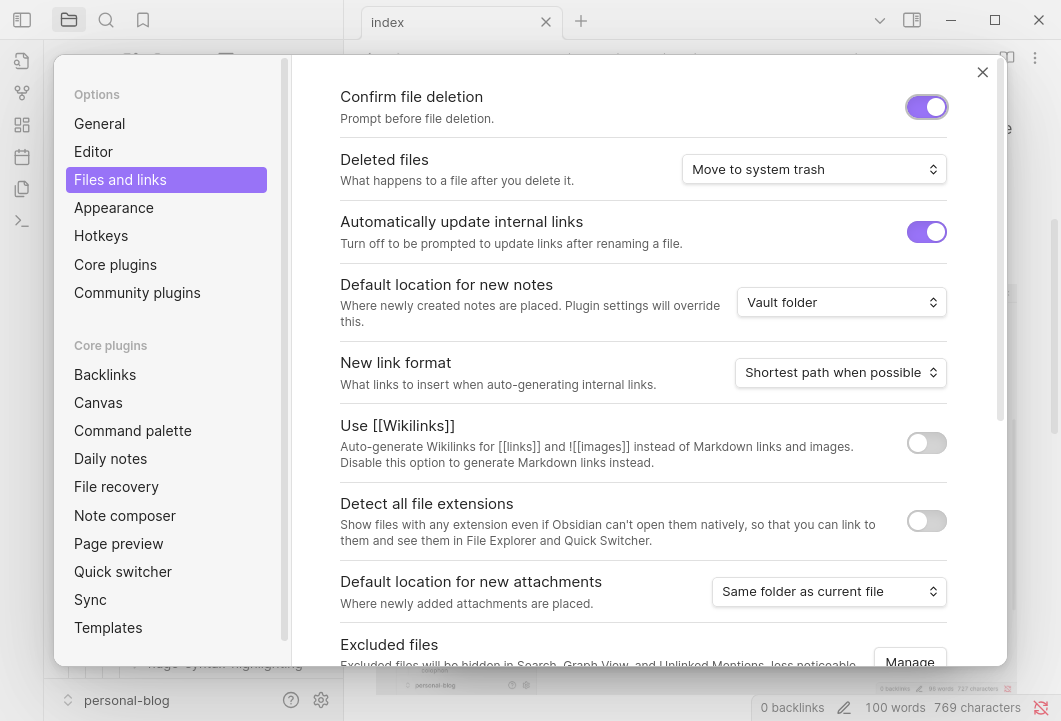 index
Options
General
Editor
Files and links
Appearance
Hotkeys
Core plugins
Community plugins
Core plugins
Backlinks
Canvas
Command palette
Daily notes
File recovery
Note composer
Page preview
Quick switcher
Sync
Templates
Confirm file deletion
Prompt before file deletion.
Deleted files
What happens to a file after you delete it.
Move to system trash
Automatically update internal links
Turn off to be prompted to update links after renaming a file.
Default location for new notes
Where newly created notes are placed. Plugin settings will override
this.
Vault folder
New link format
What links to insert when auto-generating internal links.
Shortest path when possible
Use [[Wikilinks]]
Auto-generate Wikilinks for [[links]] and ![[images]] instead of Markdown links and images.
Disable this option to generate Markdown links instead.
Detect all file extensions
Show files with any extension even if Obsidian can't open them natively, so that you can link to
them and see them in File Explorer and Quick Switcher.
Default location for new attachments
Where newly added attachments are placed.
Same folder as current file
Excluded files
Excluded files will be hidden in Search, Graph View, and Unlinked Mentions, less noticeable
Manage
personal-blog
personal-blog
0 backlinks 100 words 769 characters